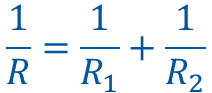 1/R = 1/R₁ + 1/R₂